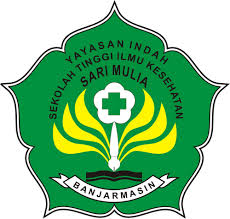 YAYASAN INDAH
SEKOLAH TINGGI ILMU KESEHATAN
SARI MULIA
BANJARMASIN